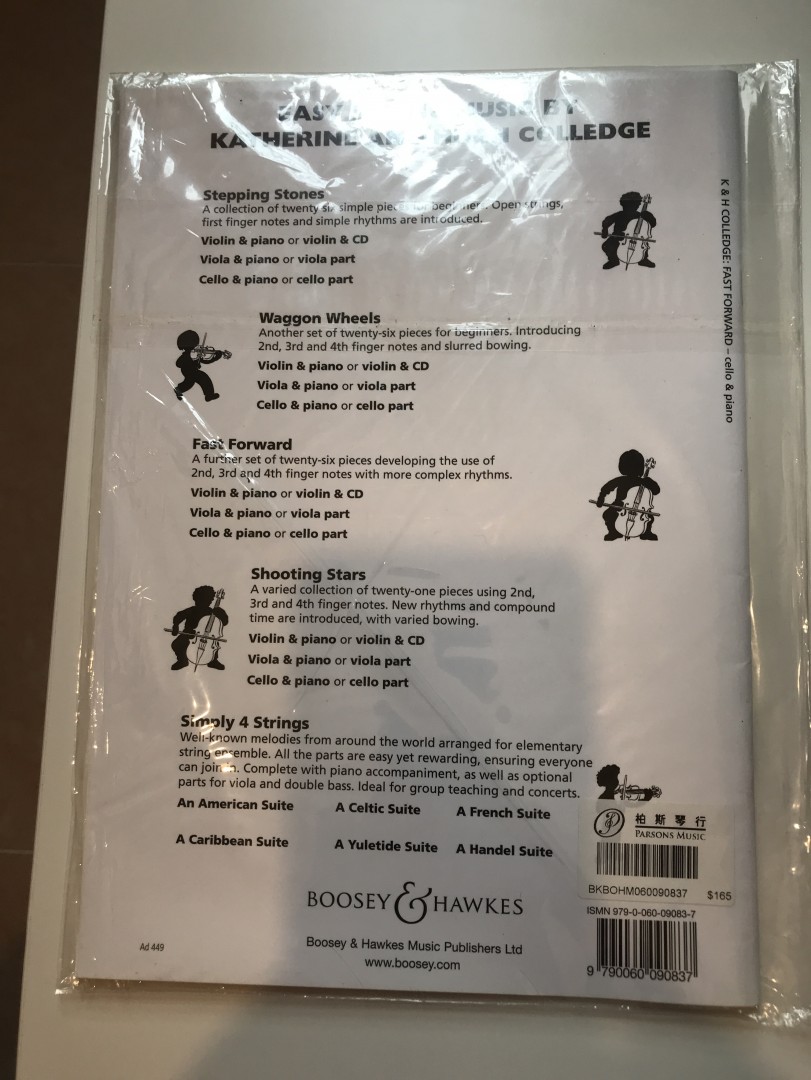 EASY STRING MUSIC BY
KATHERINE AND HUGH COLLEDGE
Stepping Stones
A collection of twenty six simple pieces for beginners. Open strings,
first finger notes and simple rhythms are introduced.
Violin & piano or violin & CD
Viola & piano or viola part
Cello & piano or cello part
Waggon Wheels
Another set of twenty-six pieces for beginners. Introducing
2nd, 3rd and 4th finger notes and slurred bowing.
Violin & piano or violin & CD
Viola & piano or viola part
Cello & piano or cello part
Fast Forward
A further set of twenty-six pieces developing the use of
2nd, 3rd and 4th finger notes with more complex rhythms.
Violin & piano or violin & CD
Viola & piano or viola part
Cello & piano or cello part
Shooting Stars
A varied collection of twenty-one pieces using 2nd,
3rd and 4th finger notes. New rhythms and compound
time are introduced, with varied bowing.
Violin & piano or violin & CD
Viola & piano or viola part
Cello & piano or cello part
Simply 4 Strings
Well-known melodies from around the world arranged for elementary
string ensemble. All the parts are easy yet rewarding, ensuring everyone
can join in. Complete with piano accompaniment, as well as optional
parts for viola and double bass. Ideal for group teaching and concerts.
An American Suite A Celtic Suite A French Suite
A Caribbean Suite A Yuletide Suite A Handel Suite
BOOSEY & HAWKES
Boosey & Hawkes Music Publishers Ltd
www.boosey.com
Ad 449
K & H COLLEDGE: FAST FORWARD – cello & piano
柏斯琴行
PARSONS MUSIC
BKBOHM060090837 $165
ISMN 979-0-060-09083-7
9 790060 090837